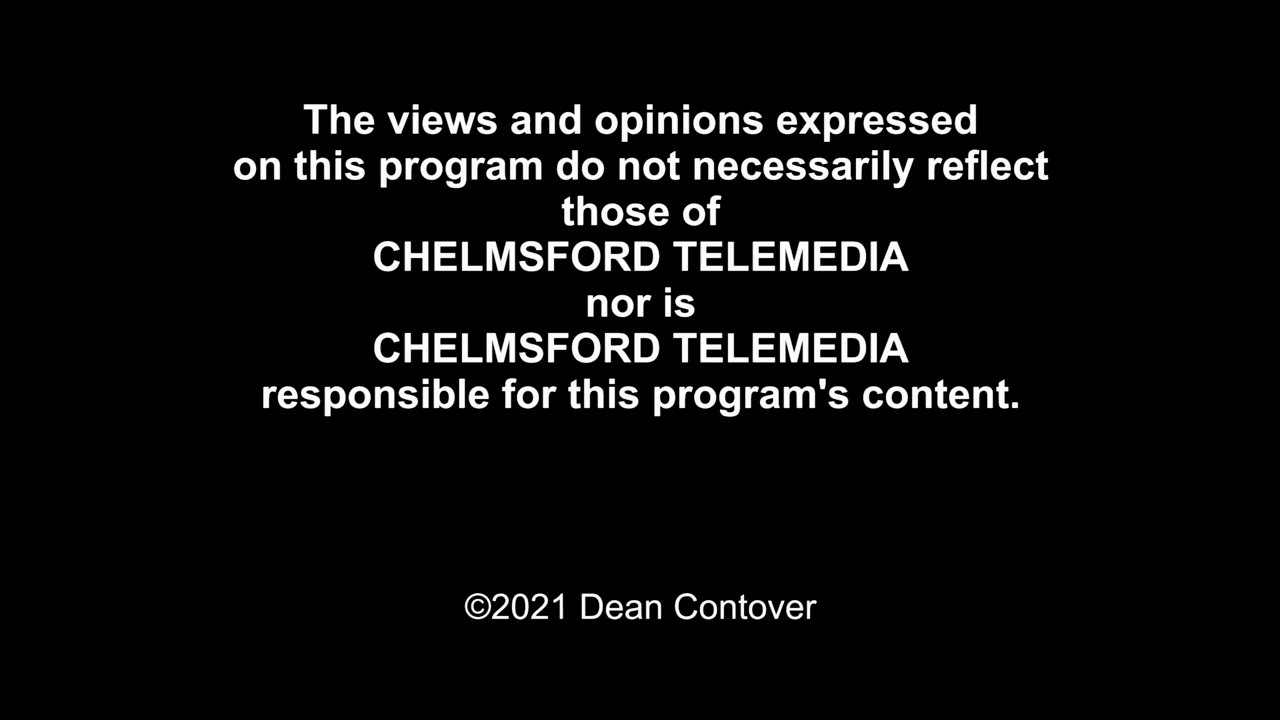 The views and opinions expressed
on this program do not necessarily reflect
those of
CHELMSFORD TELEMEDIA
nor is
CHELMSFORD TELEMEDIA
responsible for this program's content.
©2021 Dean Contover